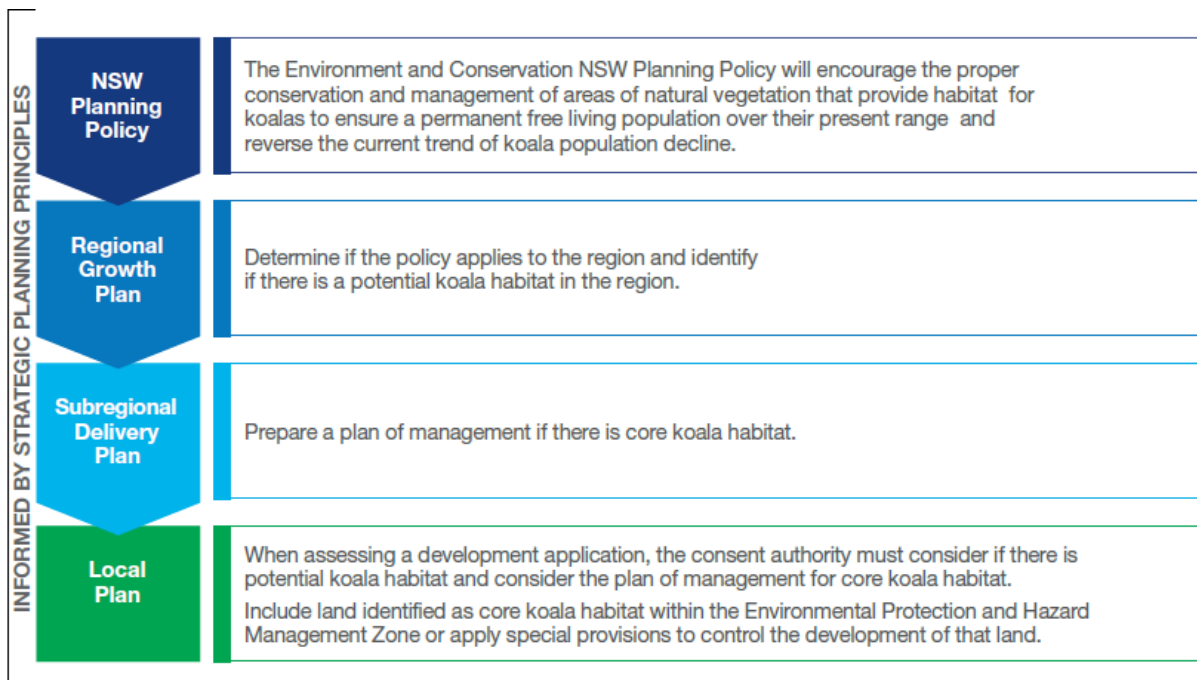 INFORMED BY STRATEGIC PLANNING PRINCIPLES
NSW
Planning
Policy
The Environment and Conservation NSW Planning Policy will encourage the proper
conservation and management of areas of natural vegetation that provide habitat for
koalas to ensure a permanent free living population over their present range and
reverse the current trend of koala population decline.
Regional
Growth
Plan
Determine if the policy applies to the region and identify
if there is a potential koala habitat in the region.
Subregional
Delivery
Plan
Prepare a plan of management if there is core koala habitat.
Local
Plan
When assessing a development application, the consent authority must consider if there is
potential koala habitat and consider the plan of management for core koala habitat.
Include land identified as core koala habitat within the Environmental Protection and Hazard
Management Zone or apply special provisions to control the development of that land.